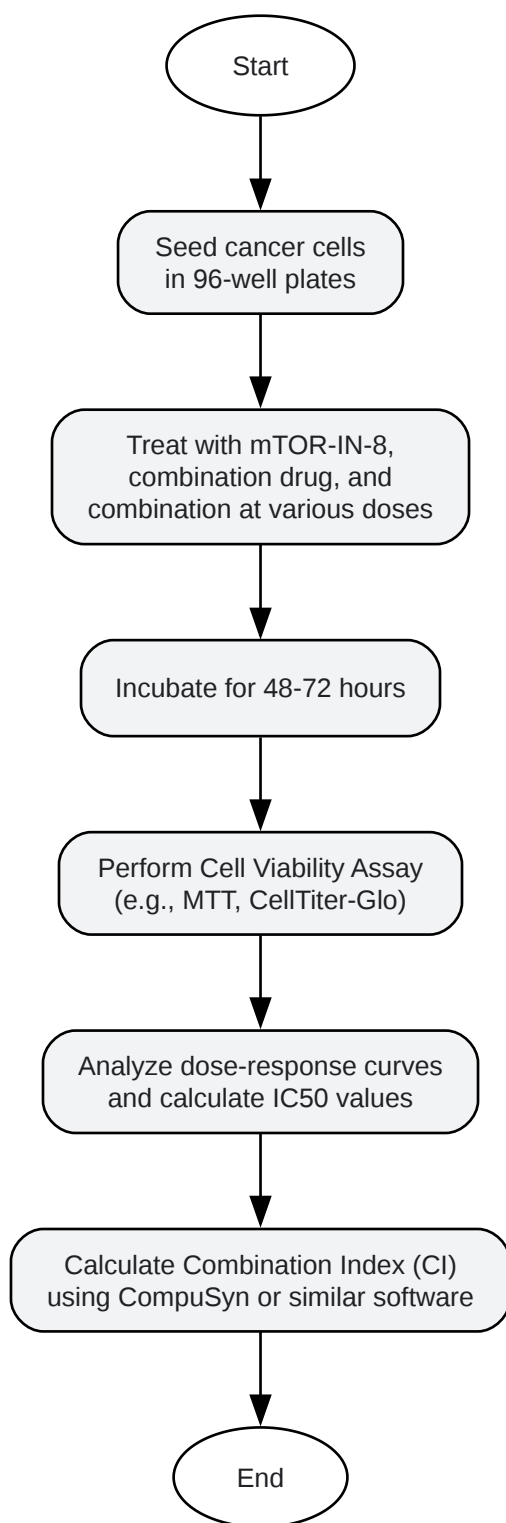 Start
Seed cancer cells
in 96-well plates
Treat with mTOR-IN-8,
combination drug, and
combination at various doses
Incubate for 48-72 hours
Perform Cell Viability Assay
(e.g., MTT, CellTiter-Glo)
Analyze dose-response curves
and calculate IC50 values
Calculate Combination Index (CI)
using CompuSyn or similar software
End